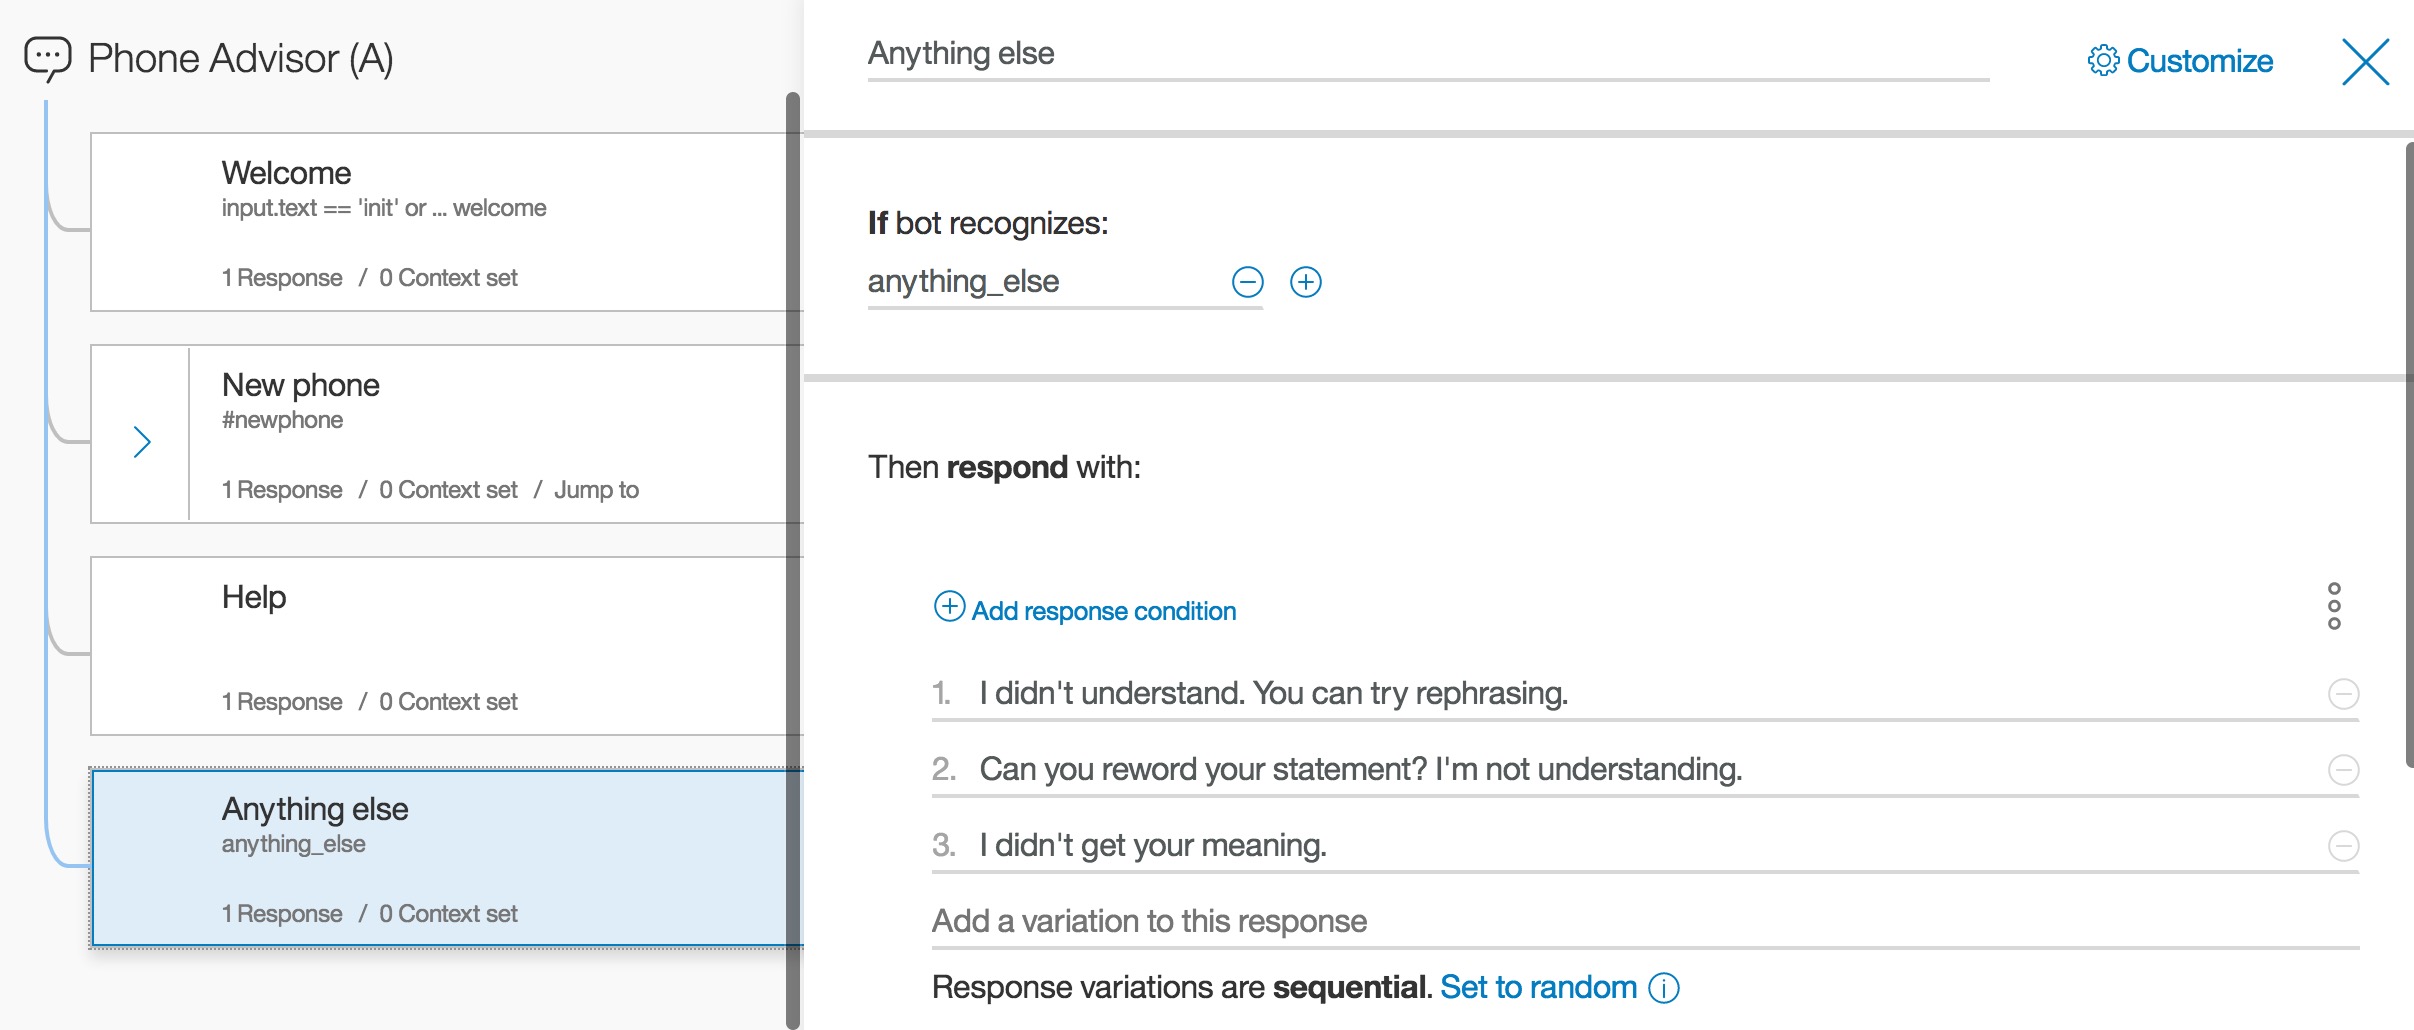 Phone Advisor (A)
Welcome
input.text == 'init' or ... welcome
1 Response / 0 Context set
New phone
#newphone
1 Response / 0 Context set / Jump to
Help
1 Response / 0 Context set
Anything else
anything_else
1 Response / 0 Context set
Anything else
Customize
If bot recognizes:
anything_else
Then respond with:
Add response condition
1. I didn't understand. You can try rephrasing.
2. Can you reword your statement? I'm not understanding.
3. I didn't get your meaning.
Add a variation to this response
Response variations are sequential. Set to random